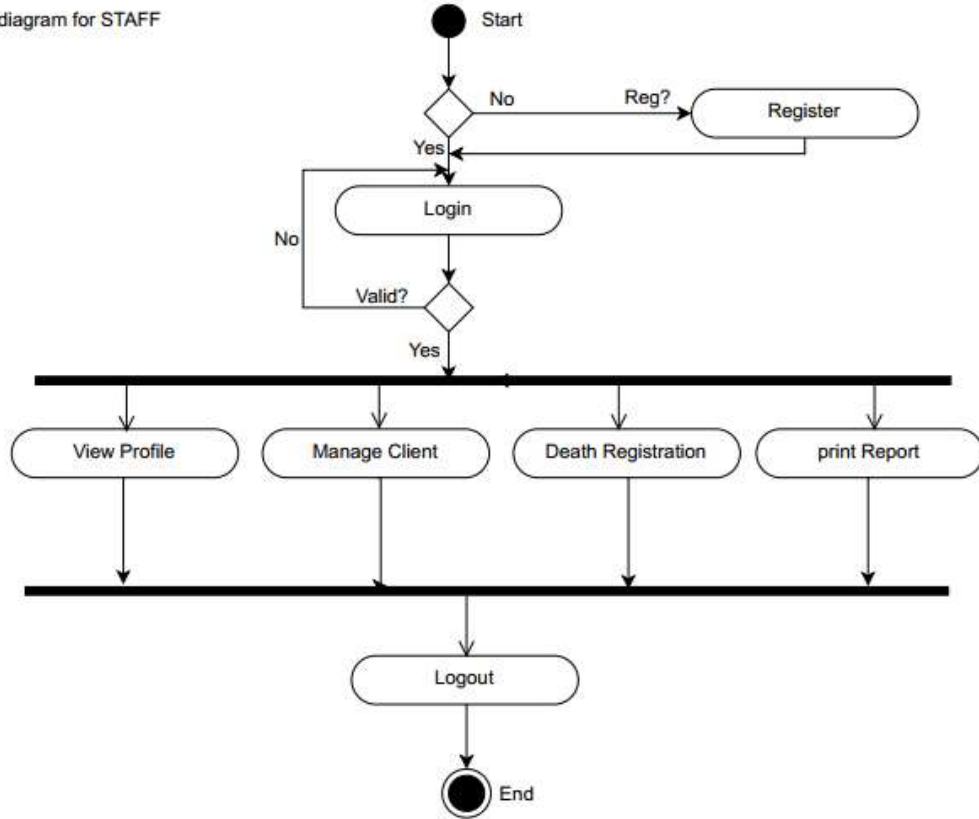 diagram for STAFF
Start
No
Reg?
Register
Yes
Login
No
Valid?
Yes
View Profile
Manage Client
Death Registration
print Report
Logout
End